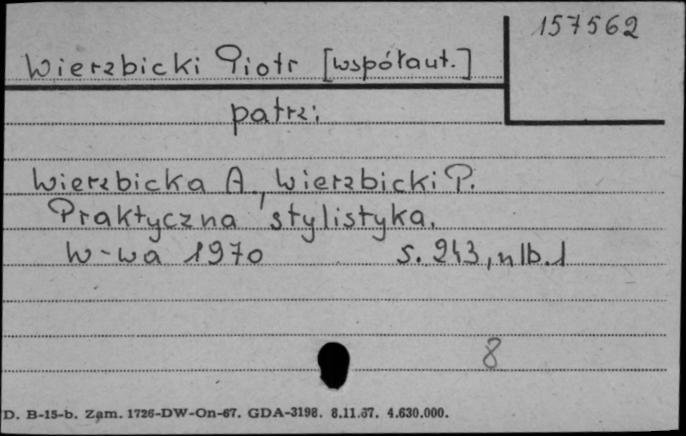 157562
Wierzbicki Piotr [współaut.]
patrz:
Wierzbicka A., Wierzbicki P.
Praktyczna stylistyka.
W-wa 1970 s. 243, nlb. 1
8
D. B-15-b. Zam. 1726-DW-On-67. GDA-3198. 8.11.67. 4.630.000.